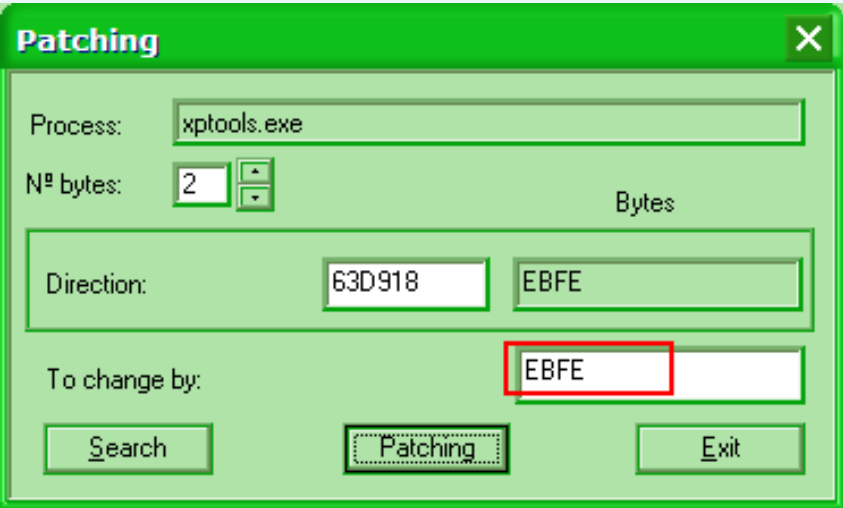 Patching
Process: xptools.exe
Nº bytes: 2
Bytes
Direction: 63D918 EBFE
To change by: EBFE
Search Patching Exit